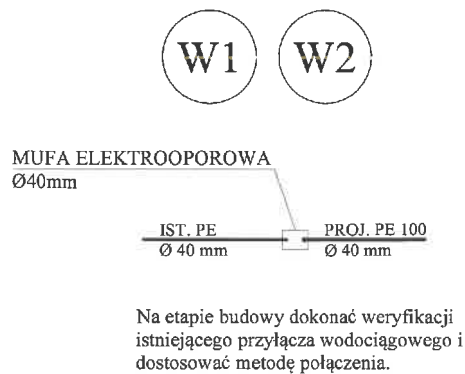 W1 W2
MUFA ELEKTROOPOROWA
Ø40mm
IST. PE PROJ. PE 100
Ø 40 mm Ø 40 mm
Na etapie budowy dokonać weryfikacji
istniejącego przyłącza wodociągowego i
dostosować metodę połączenia.